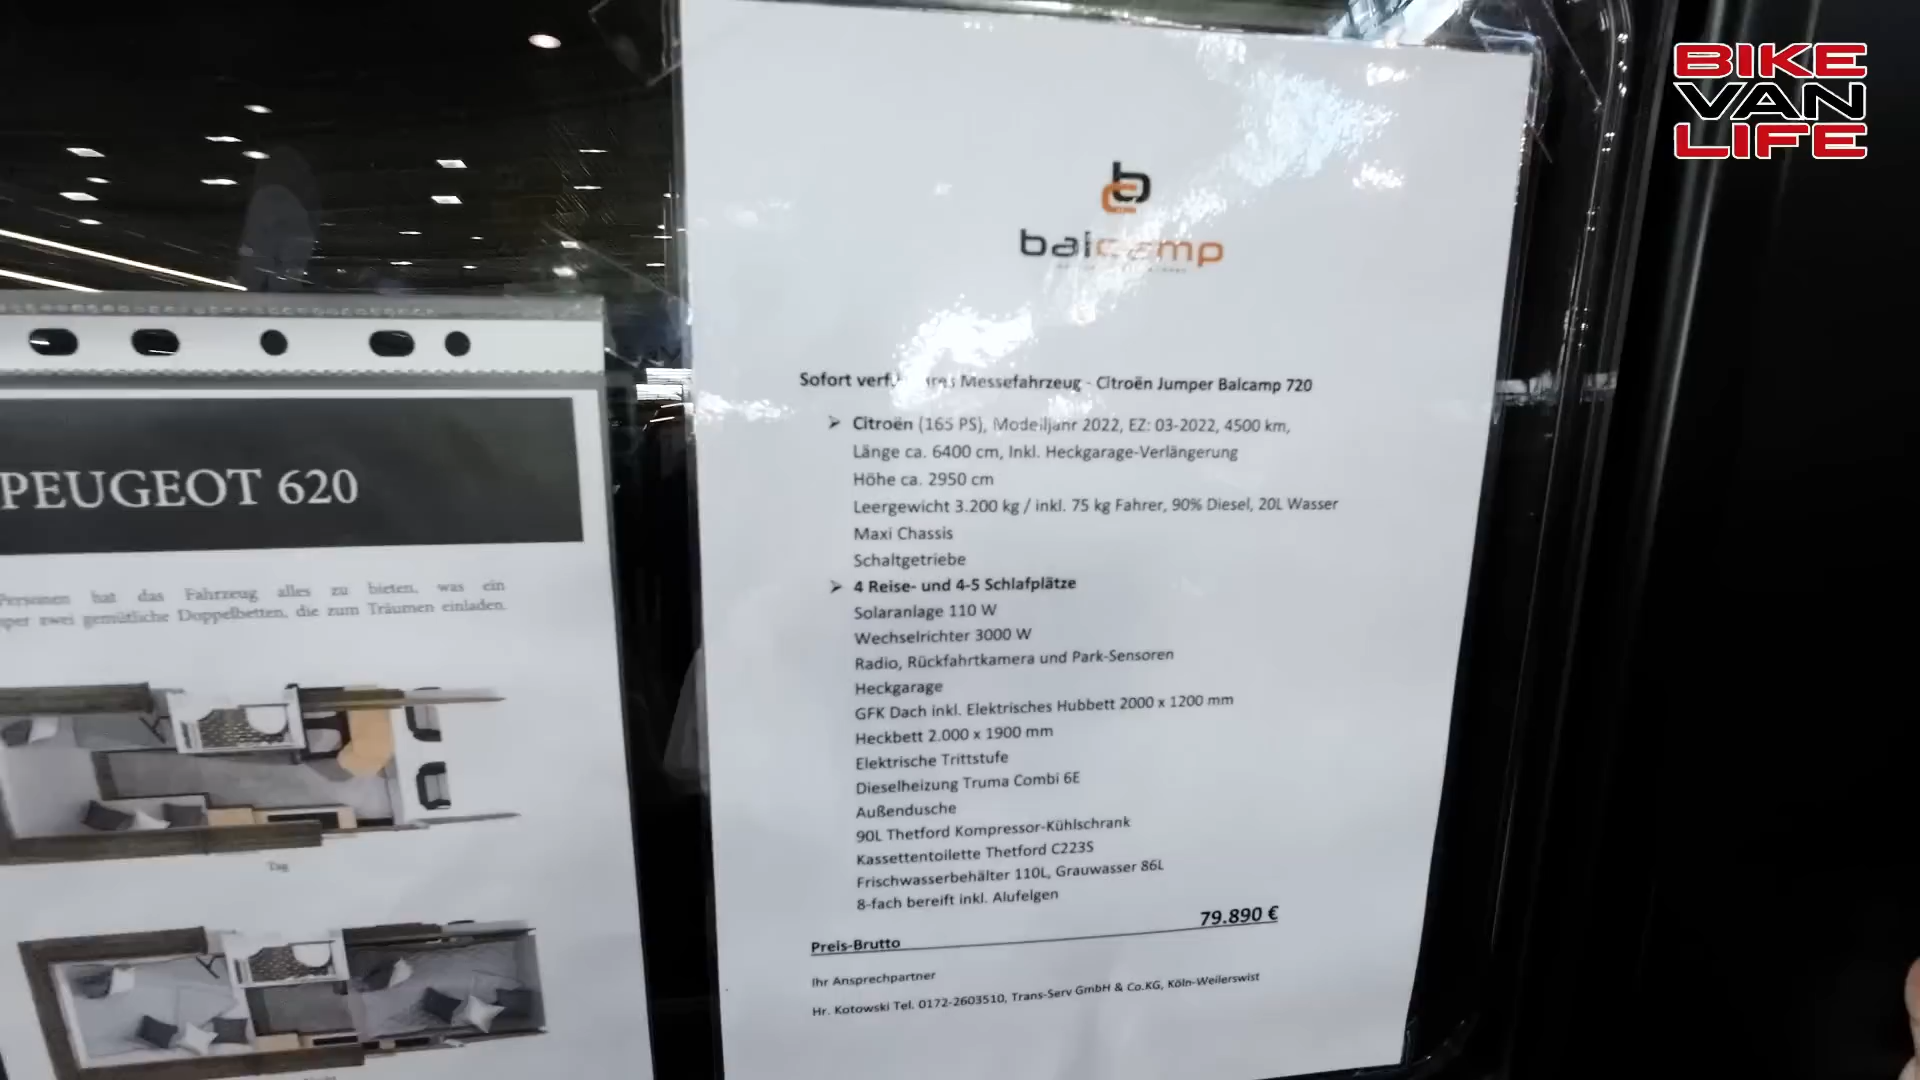 BIKE
VAN
LIFE
balcamp
Sofort Messefahrzeug - Citroën Jumper Balcamp 720
➤ Citroën (165 PS), Modelljahr 2022, EZ: 03-2022, 4500 km,
Länge ca. 6400 cm, Inkl. Heckgarage-Verlängerung
Höhe ca. 2950 cm
Leergewicht 3.200 kg / inkl. 75 kg Fahrer, 90% Diesel, 20L Wasser
Maxi Chassis
Schaltgetriebe
➤ 4 Reise- und 4-5 Schlafplätze
Solaranlage 110 W
Wechselrichter 3000 W
Radio, Rückfahrtkamera und Park-Sensoren
Heckgarage
GFK Dach inkl. Elektrisches Hubbett 2000 x 1200 mm
Heckbett 2.000 x 1900 mm
Elektrische Trittstufe
Dieselheizung Truma Combi 6E
Außendusche
90L Thetford Kompressor-Kühlschrank
Kassettentoilette Thetford C223S
Frischwasserbehälter 110L, Grauwasser 86L
8-fach bereift inkl. Alufelgen
Preis-Brutto 79.890 €
Ihr Ansprechpartner
Hr. Kotowski Tel. 0172-2603510, Trans-Serv GmbH & Co.KG, Köln-Weilerswist
PEUGEOT 620
Personen hat das Fahrzeug alles zu bieten, was ein
zwei gemütliche Doppelbetten, die zum Träumen einladen.
Tag